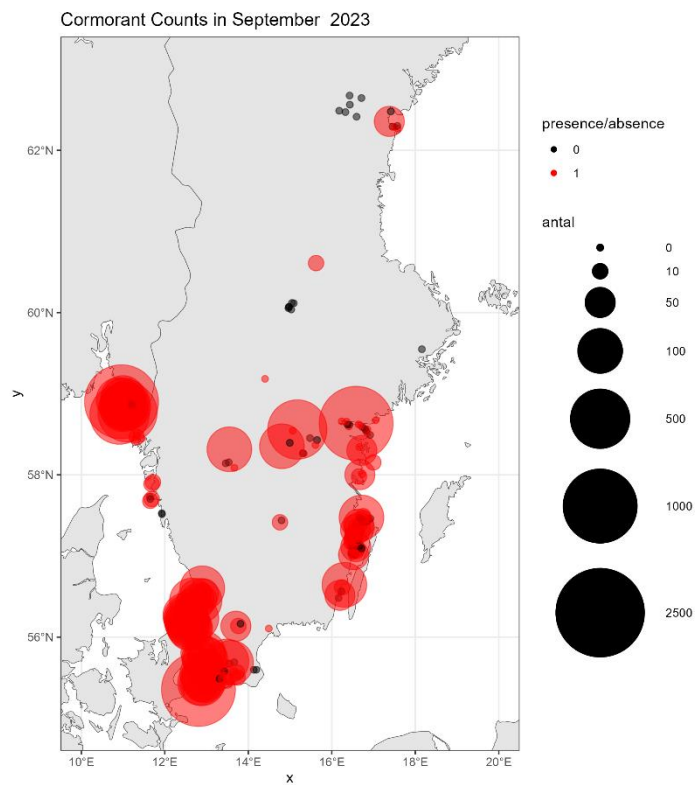 Cormorant Counts in September  2023
62°N
60°N
58°N
56°N
y
10°E 12°E 14°E 16°E 18°E 20°E
x
presence/absence
0
1
antal
0
10
50
100
500
1000
2500